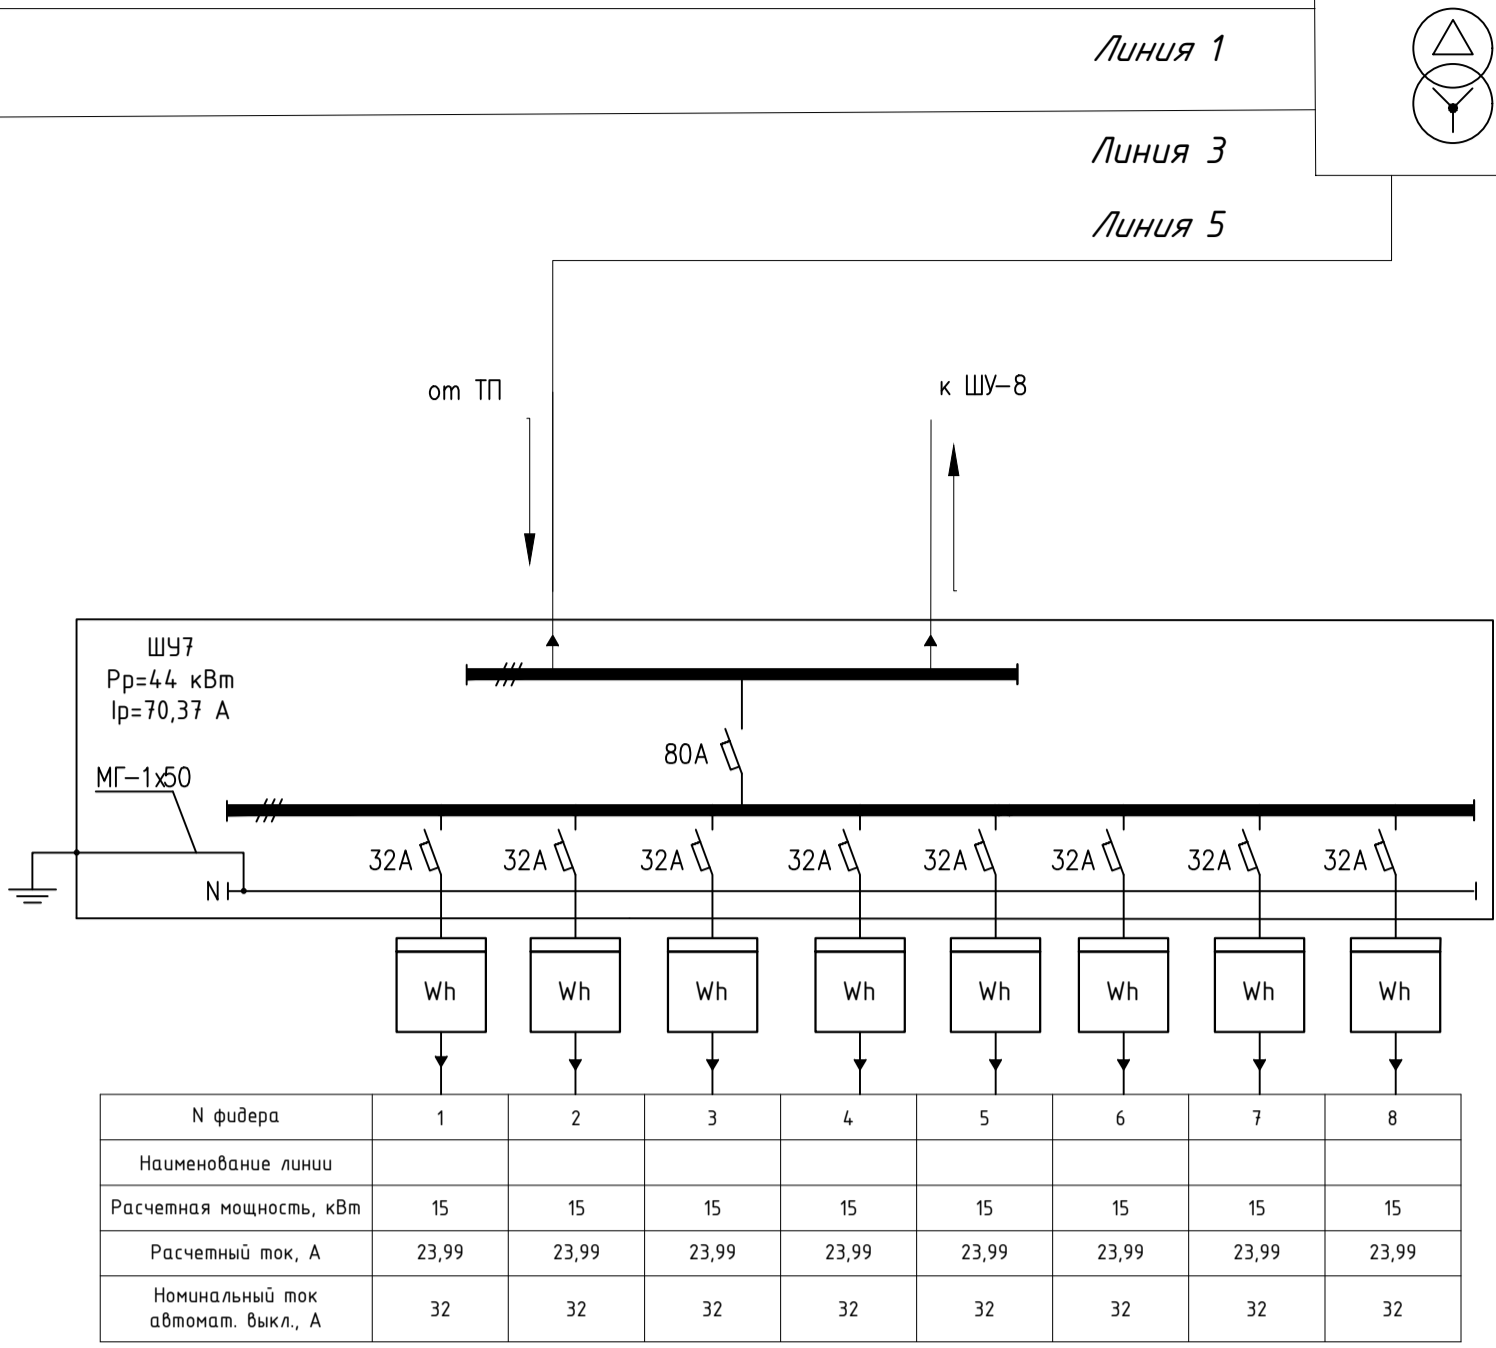 Линия 1
Линия 3
Линия 5
от ТП
к ШУ-8
ШУ7
Рр=44 кВт
Iр=70,37 А
МГ-1х50
80А
32А 32А 32А 32А 32А 32А 32А 32А
N
Wh Wh Wh Wh Wh Wh Wh Wh
N фидера 1 2 3 4 5 6 7 8
Наименование линии
Расчетная мощность, кВт 15 15 15 15 15 15 15 15
Расчетный ток, А 23,99 23,99 23,99 23,99 23,99 23,99 23,99 23,99
Номинальный ток
автомат. выкл., А 32 32 32 32 32 32 32 32